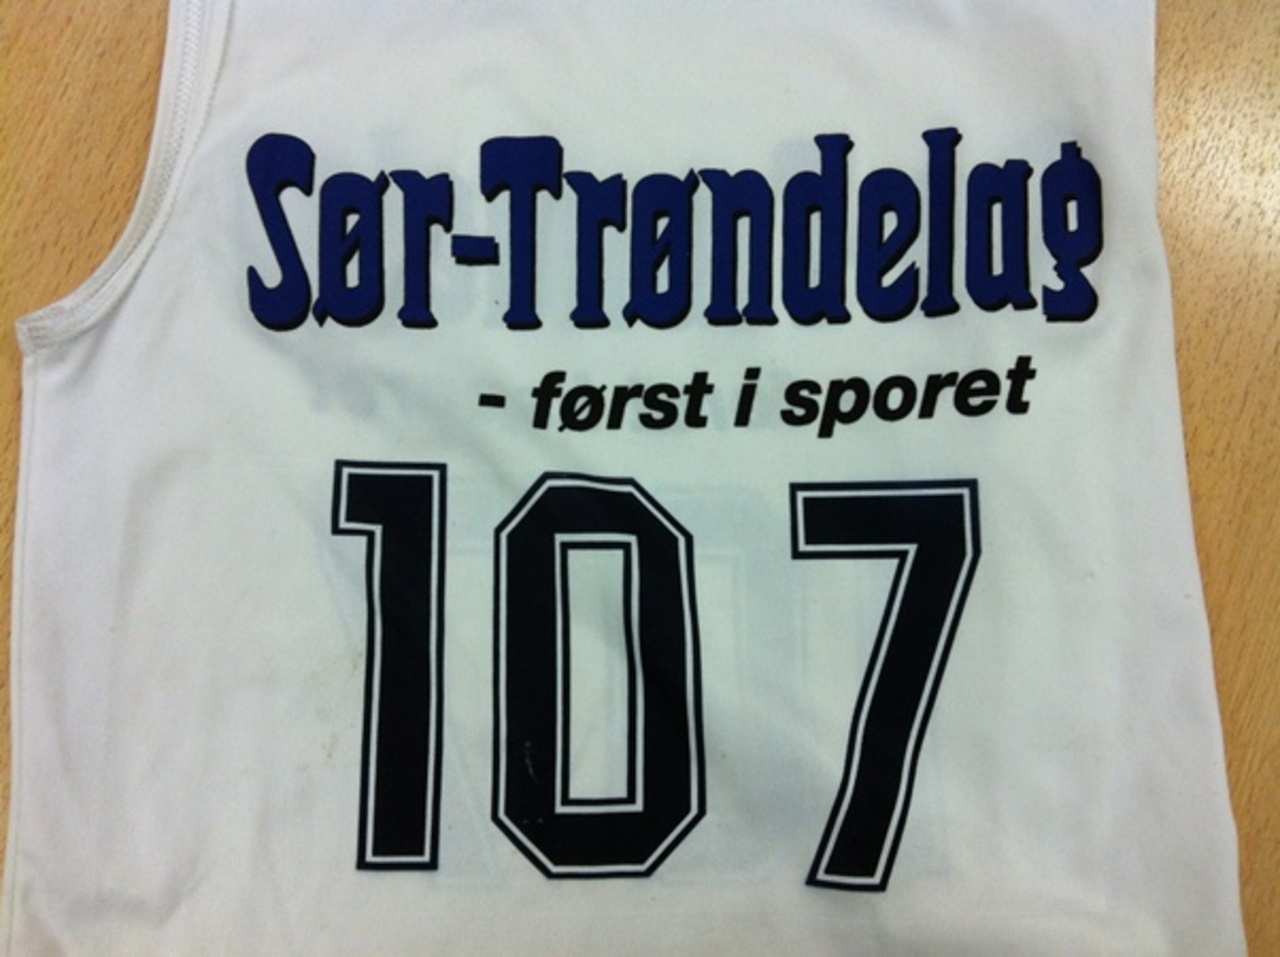 Sør-Trøndelag
- først i sporet
107